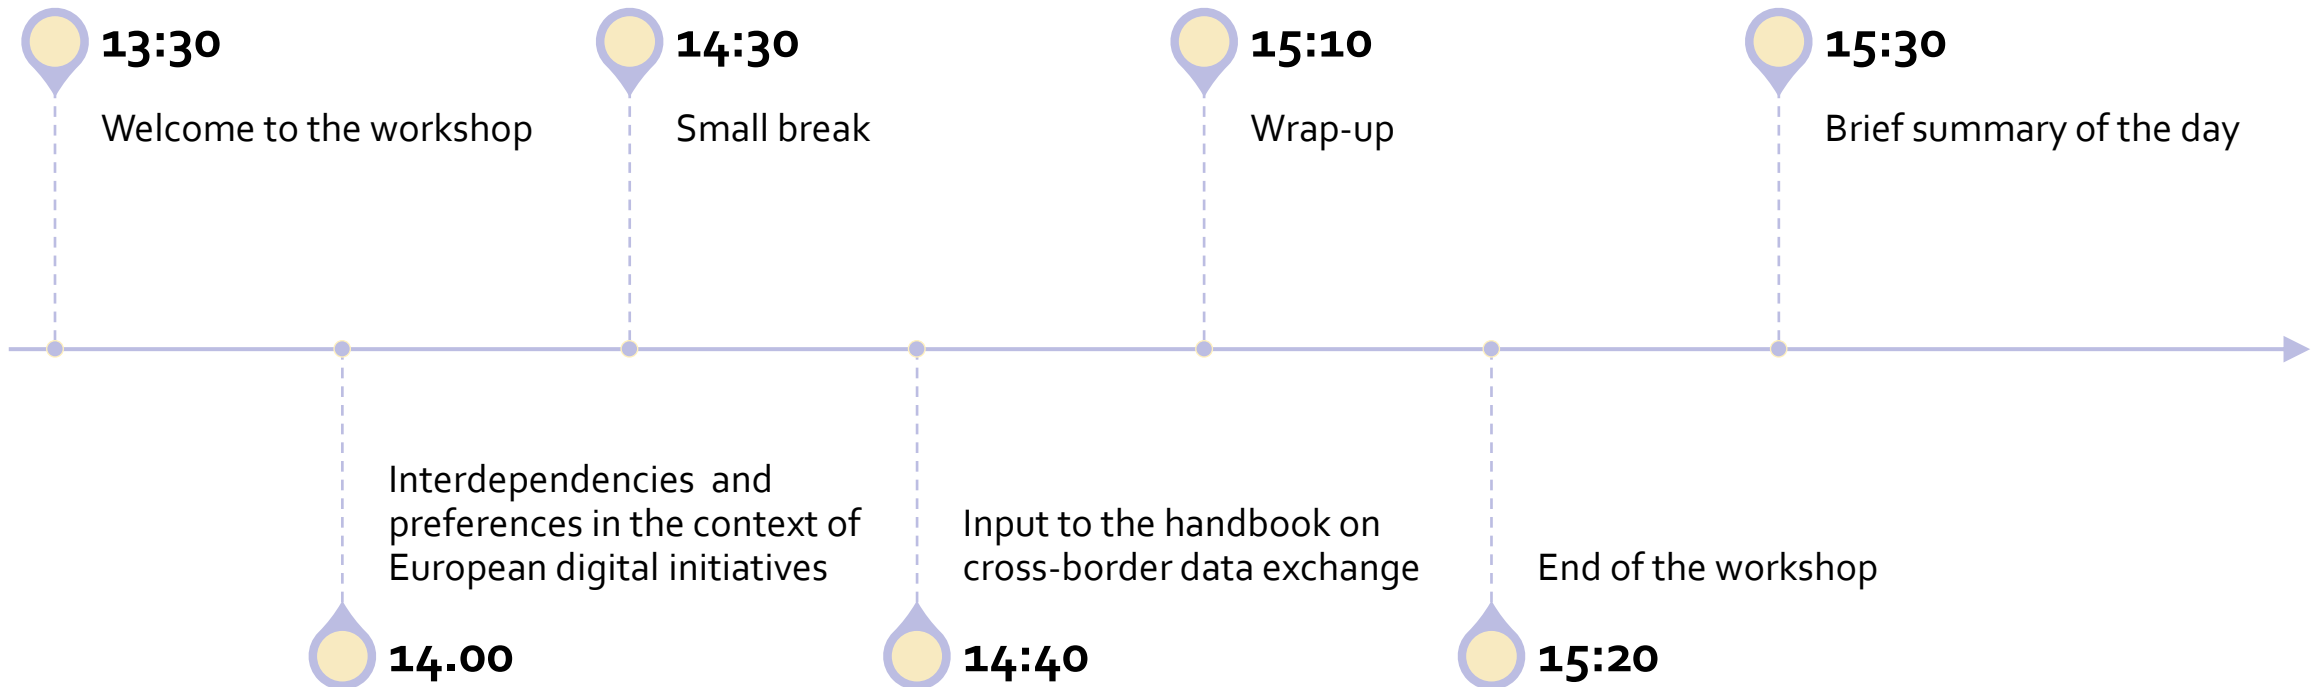 13:30
Welcome to the workshop
14:30
Small break
15:10
Wrap-up
15:30
Brief summary of the day
Interdependencies  and
preferences in the context of
European digital initiatives
14.00
Input to the handbook on
cross-border data exchange
14:40
End of the workshop
15:20